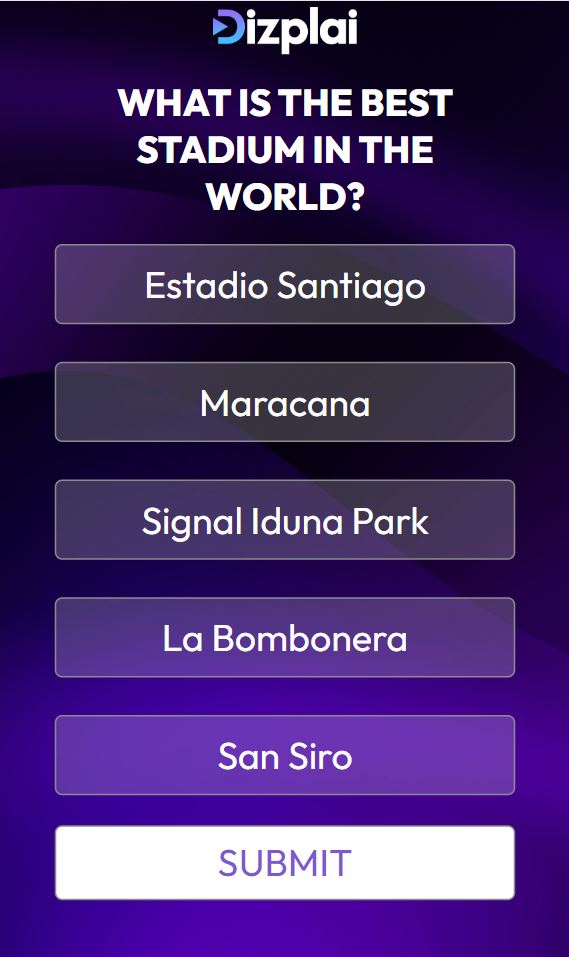 Dizplai
WHAT IS THE BEST
STADIUM IN THE
WORLD?
Estadio Santiago
Maracana
Signal Iduna Park
La Bombonera
San Siro
SUBMIT